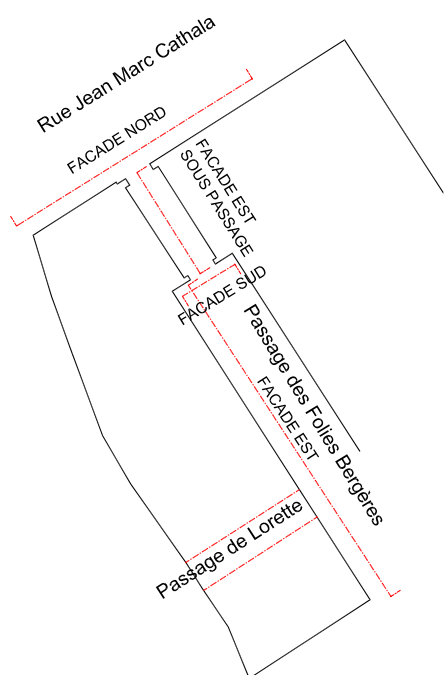 Rue Jean Marc Cathala
FACADE NORD
FACADE EST
SOUS PASSAGE
FACADE SUD
Passage des Folies Bergères
FACADE EST
Passage de Lorette